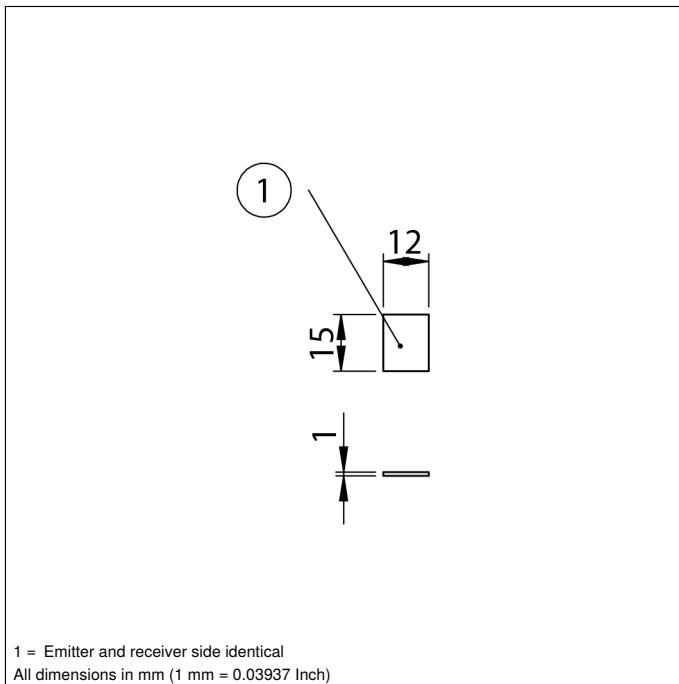 1
12
15
1
1 = Emitter and receiver side identical
All dimensions in mm (1 mm = 0.03937 Inch)